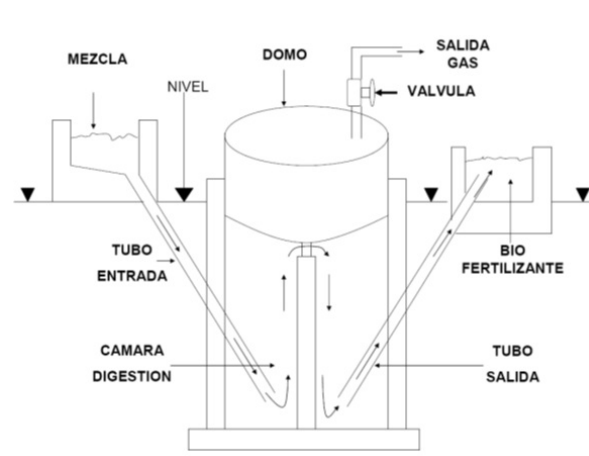 MEZCLA
NIVEL
DOMO
SALIDA
GAS
VALVULA
TUBO
ENTRADA
BIO
FERTILIZANTE
CAMARA
DIGESTION
TUBO
SALIDA